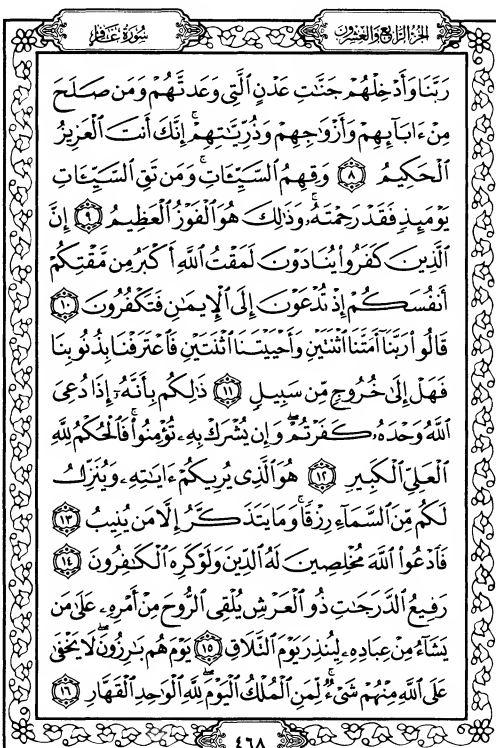 الجزء الرابع والعشرون
سورة غافر
رَبَّنَا وَأَدْخِلْهُمْ جَنَّٰتِ عَدْنٍ ٱلَّتِى وَعَدتَّهُمْ وَمَن صَلَحَ
مِنْ ءَابَآئِهِمْ وَأَزْوَٰجِهِمْ وَذُرِّيَّٰتِهِمْ ۚ إِنَّكَ أَنتَ ٱلْعَزِيزُ
ٱلْحَكِيمُ ٨ وَقِهِمُ ٱلسَّيِّـَٔاتِ ۚ وَمَن تَقِ ٱلسَّيِّـَٔاتِ
يَوْمَئِذٍ فَقَدْ رَحِمْتَهُۥ ۚ وَذَٰلِكَ هُوَ ٱلْفَوْزُ ٱلْعَظِيمُ ٩ إِنَّ
ٱلَّذِينَ كَفَرُوا۟ يُنَادَوْنَ لَمَقْتُ ٱللَّهِ أَكْبَرُ مِن مَّقْتِكُمْ
أَنفُسَكُمْ إِذْ تُدْعَوْنَ إِلَى ٱلْإِيمَٰنِ فَتَكْفُرُونَ ١٠
قَالُوا۟ رَبَّنَآ أَمَتَّنَا ٱثْنَتَيْنِ وَأَحْيَيْتَنَا ٱثْنَتَيْنِ فَٱعْتَرَفْنَا بِذُنُوبِنَا
فَهَلْ إِلَىٰ خُرُوجٍ مِّن سَبِيلٍ ١١ ذَٰلِكُم بِأَنَّهُۥٓ إِذَا دُعِىَ
ٱللَّهُ وَحْدَهُۥ كَفَرْتُمْ ۖ وَإِن يُشْرَكْ بِهِۦ تُؤْمِنُوا۟ ۚ فَٱلْحُكْمُ لِلَّهِ
ٱلْعَلِىِّ ٱلْكَبِيرِ ١٢ هُوَ ٱلَّذِى يُرِيكُمْ ءَايَٰتِهِۦ وَيُنَزِّلُ
لَكُم مِّنَ ٱلسَّمَآءِ رِزْقًا ۚ وَمَا يَتَذَكَّرُ إِلَّا مَن يُنِيبُ ١٣
فَٱدْعُوا۟ ٱللَّهَ مُخْلِصِينَ لَهُ ٱلدِّينَ وَلَوْ كَرِهَ ٱلْكَٰفِرُونَ ١٤
رَفِيعُ ٱلدَّرَجَٰتِ ذُو ٱلْعَرْشِ يُلْقِى ٱلرُّوحَ مِنْ أَمْرِهِۦ عَلَىٰ مَن
يَشَآءُ مِنْ عِبَادِهِۦ لِيُنذِرَ يَوْمَ ٱلتَّلَاقِ ١٥ يَوْمَ هُم بَٰرِزُونَ ۖ لَا يَخْفَىٰ
عَلَى ٱللَّهِ مِنْهُمْ شَىْءٌ ۚ لِّمَنِ ٱلْمُلْكُ ٱلْيَوْمَ ۖ لِلَّهِ ٱلْوَٰحِدِ ٱلْقَهَّارِ ١٦
٤٦٨